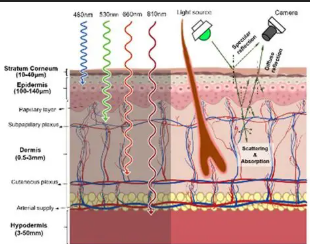 480nm 530nm 660nm 810nm
Light source
Camera
Specular
reflection
Diffuse
reflection
Stratum Corneum
(10-40μm)
Epidermis
(100-140μm)
Papillary layer
Subpapillary plexus
Dermis
(0.5-3mm)
Scattering
&
Absorption
Cutaneous plexus
Arterial supply
Hypodermis
3-50mm)